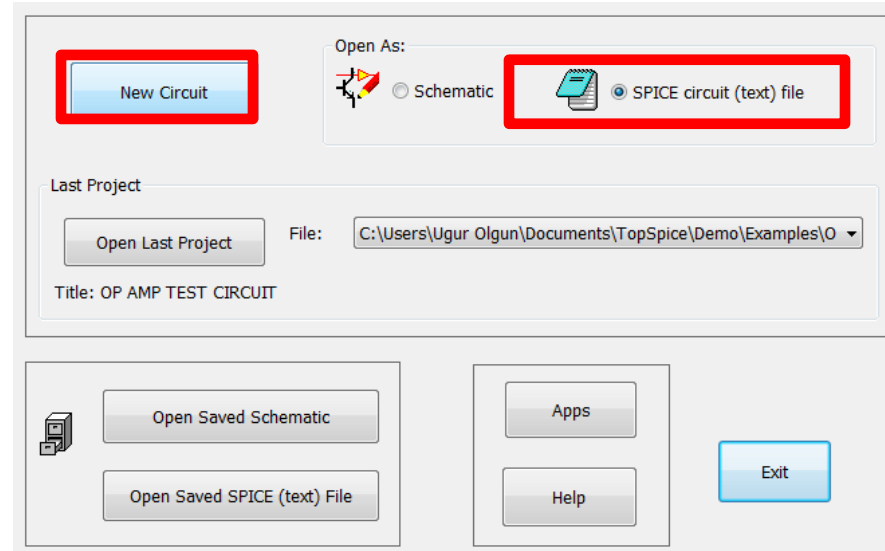 Open As:
New Circuit
Schematic
SPICE circuit (text) file
Last Project
Open Last Project
File:
C:\Users\Ugur Olgun\Documents\TopSpice\Demo\Examples\O
Title: OP AMP TEST CIRCUIT
Open Saved Schematic
Apps
Exit
Open Saved SPICE (text) File
Help